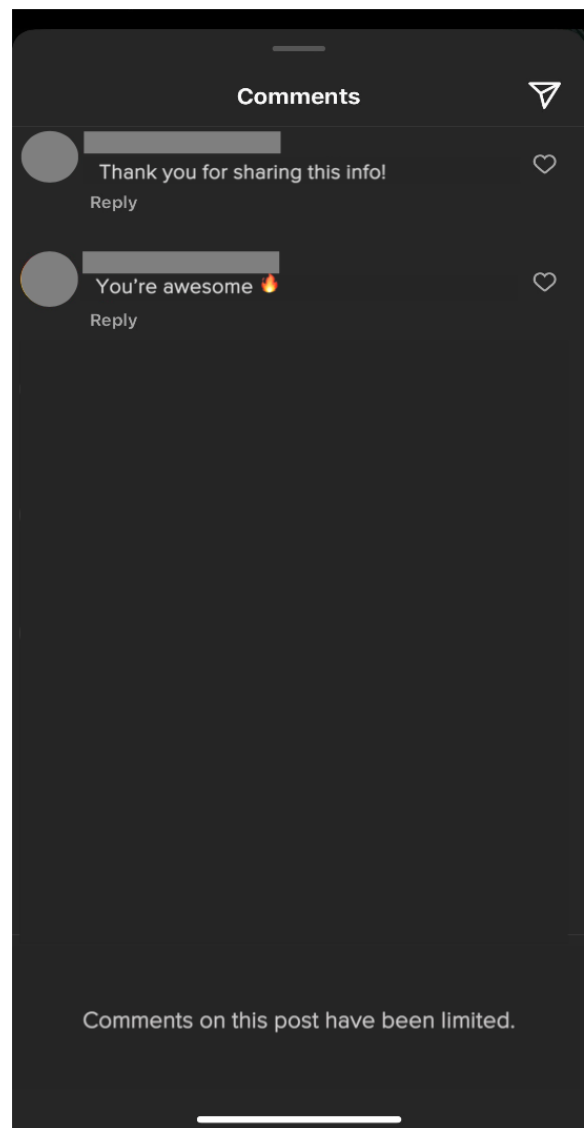 Comments
Thank you for sharing this info!
Reply
You’re awesome 🔥
Reply
Comments on this post have been limited.